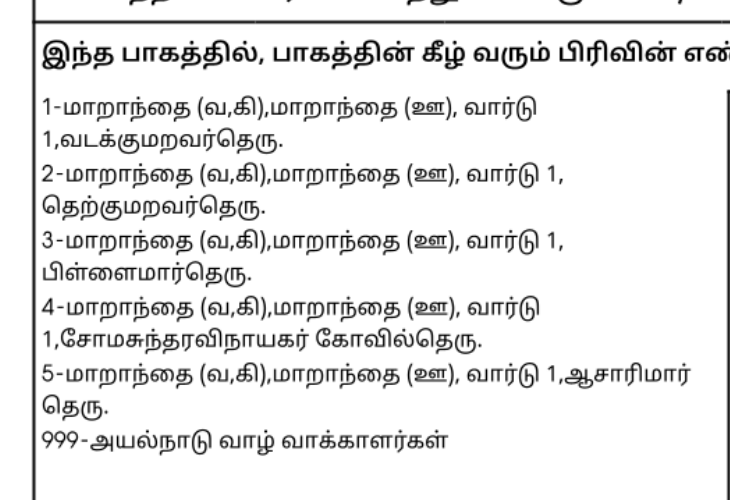 இந்த பாகத்தில், பாகத்தின் கீழ் வரும் பிரிவின்
1-மாறாந்தை (வ,கி),மாறாந்தை (ஊ), வார்டு
1,வடக்குமறவர்தெரு.
2-மாறாந்தை (வ,கி),மாறாந்தை (ஊ), வார்டு 1,
தெற்குமறவர்தெரு.
3-மாறாந்தை (வ,கி),மாறாந்தை (ஊ), வார்டு 1,
பிள்ளைமார்தெரு.
4-மாறாந்தை (வ,கி),மாறாந்தை (ஊ), வார்டு
1,சோமசுந்தரவிநாயகர் கோவில்தெரு.
5-மாறாந்தை (வ,கி),மாறாந்தை (ஊ), வார்டு 1,ஆசாரிமார்
தெரு.
999-அயல்நாடு வாழ் வாக்காளர்கள்